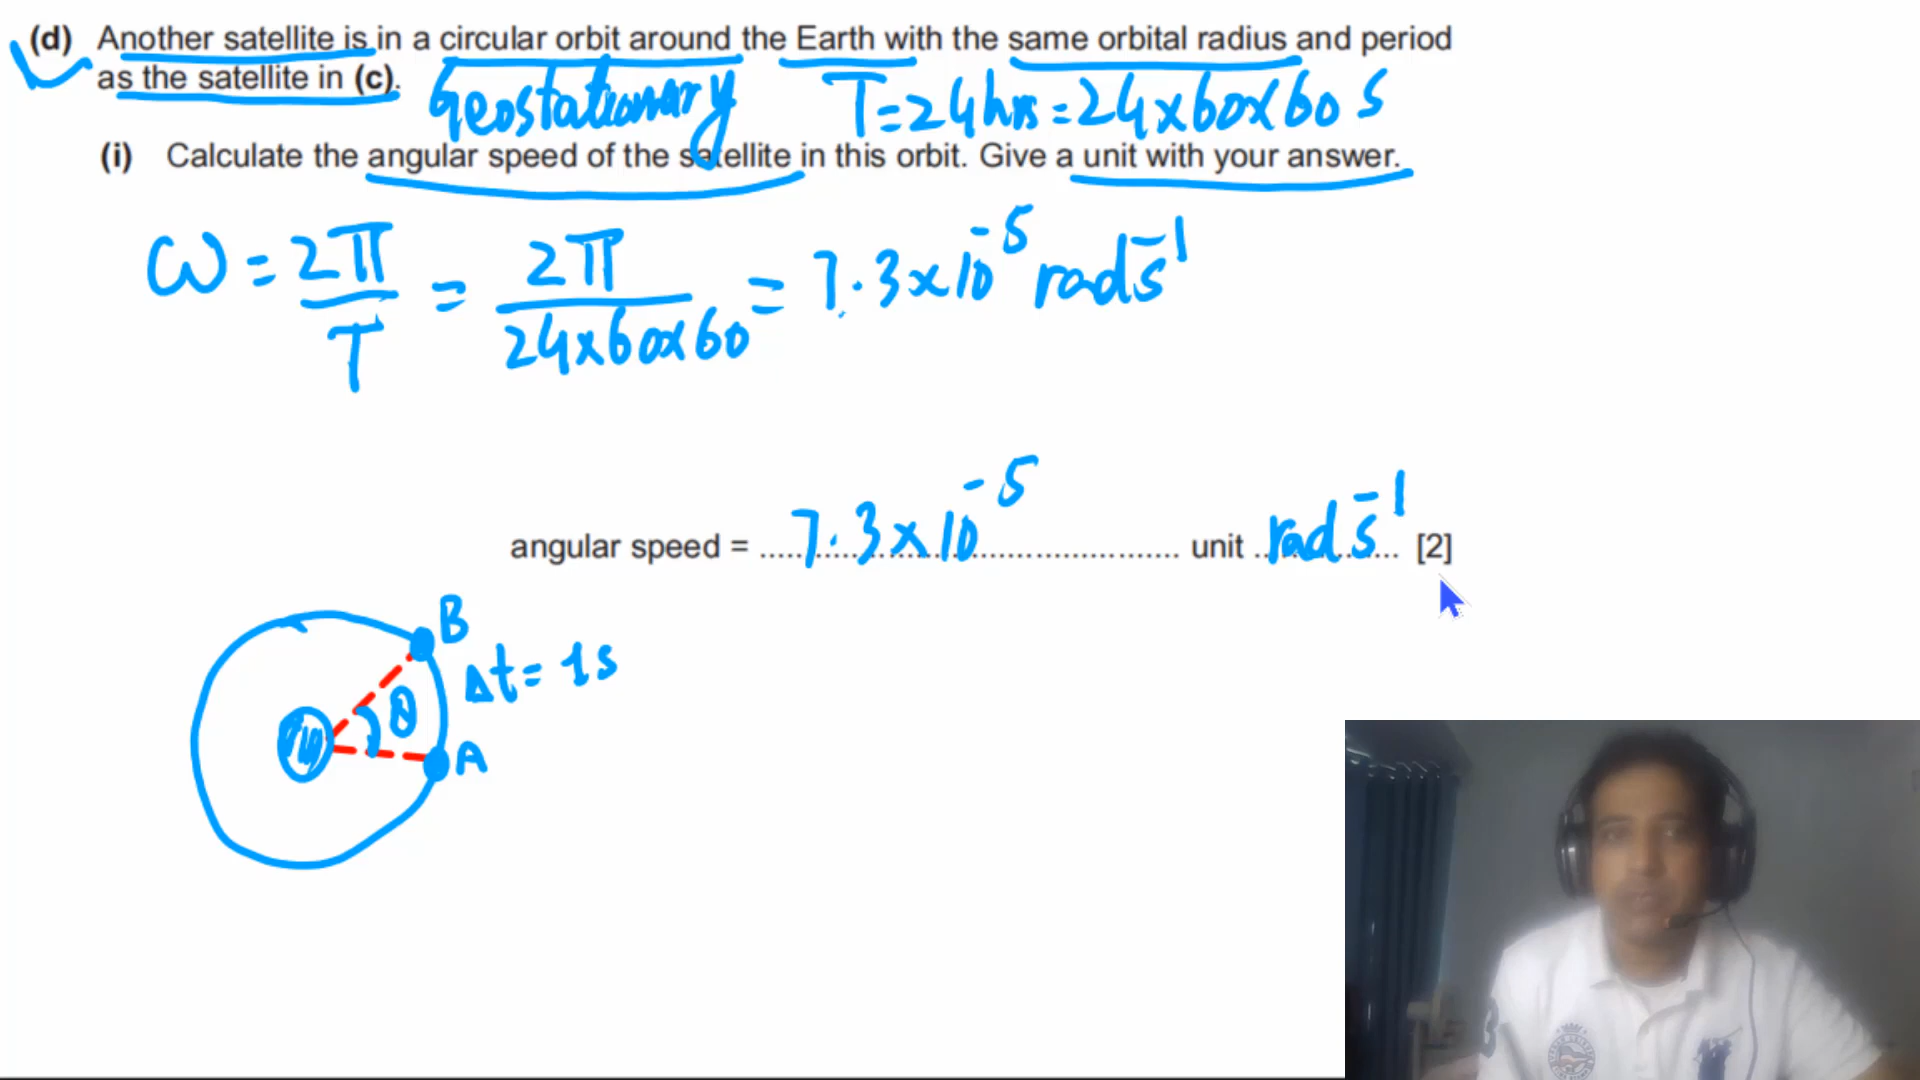 (d) Another satellite is in a circular orbit around the Earth with the same orbital radius and period
as the satellite in (c).
Geostationary T = 24hrs = 24×60×60 s
(i) Calculate the angular speed of the satellite in this orbit. Give a unit with your answer.
ω = 2π/T = 2π/24×60×60 = 7.3×10⁻⁵ rad s⁻¹
angular speed = 7.3×10⁻⁵ unit rad s⁻¹ [2]
B
Δt = 1s
θ
A